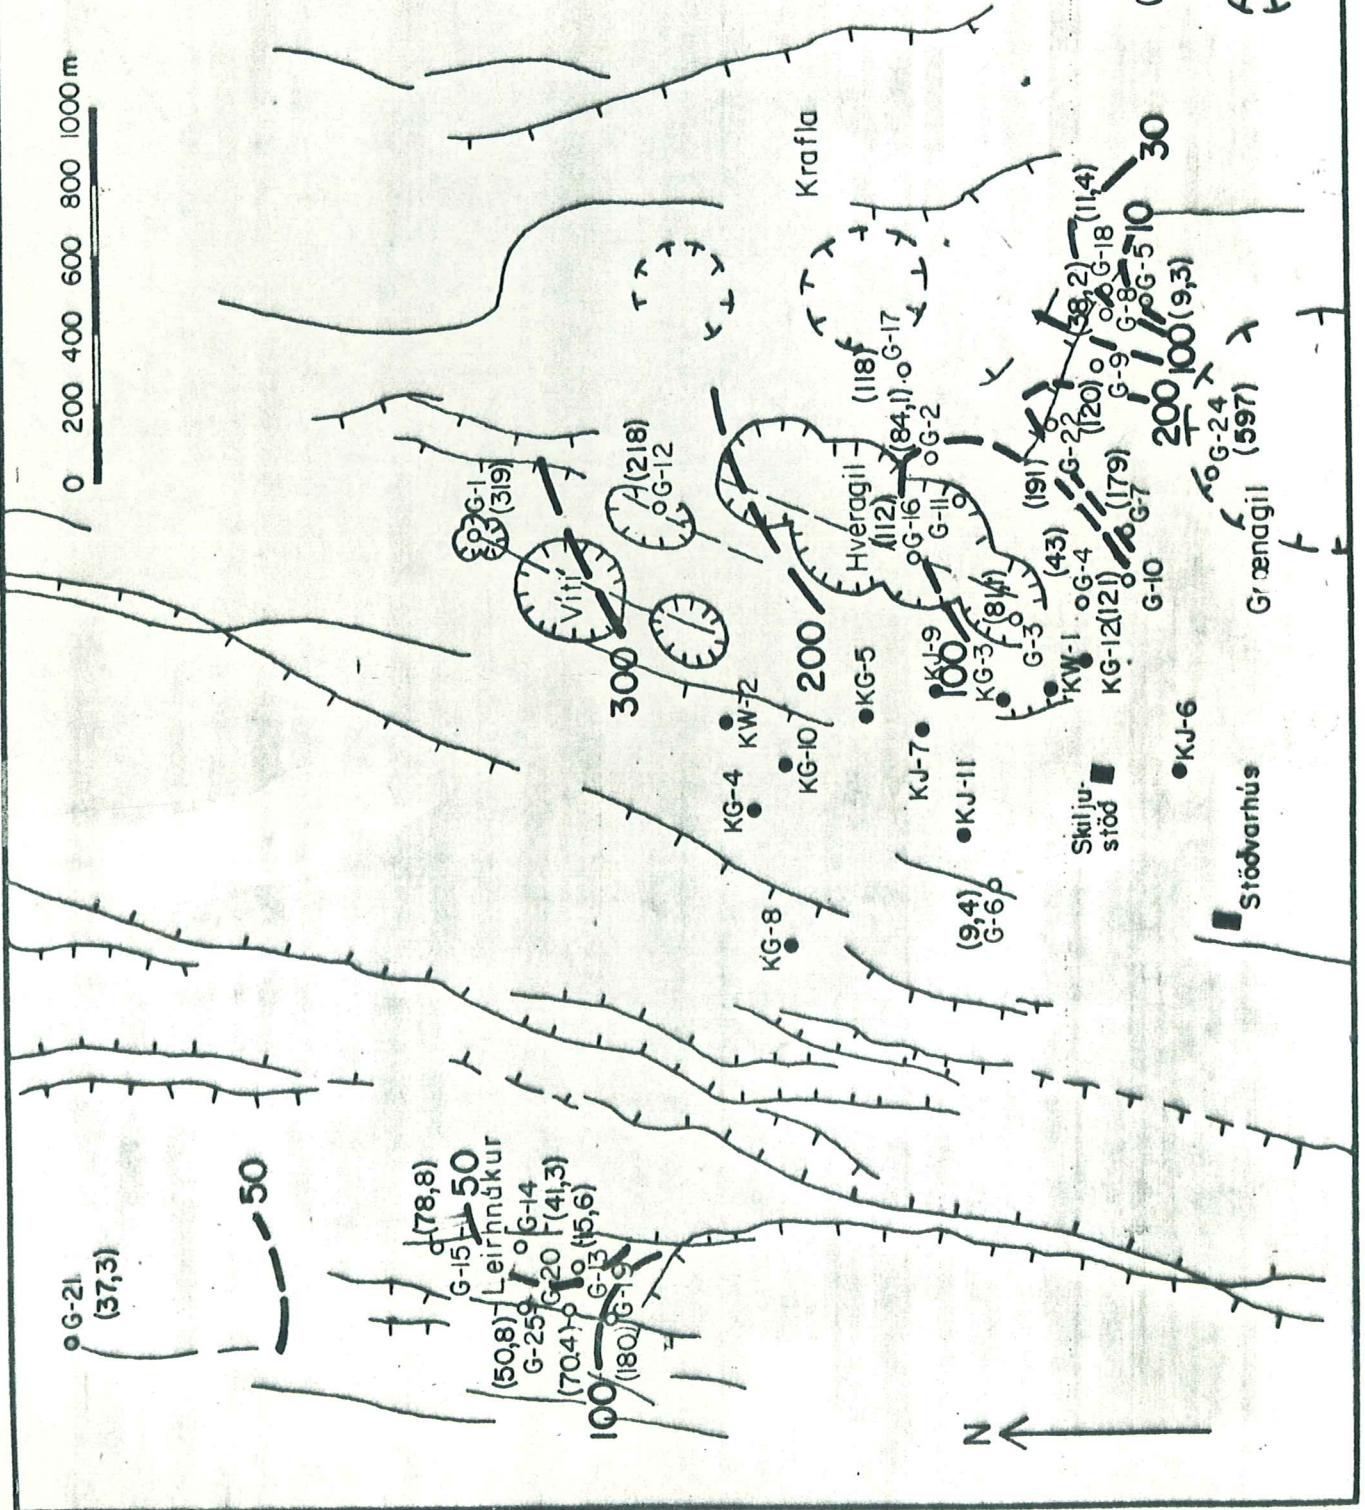 0 200 400 600 800 1000 m
G-21
(37,3)
50
(78,8)
G-15
50
Leirhnúkur
G-14
(50,8)
G-25
G-20
(41,3)
(70.4)
G-13
(15,6)
100
(180)
G-19
G-1
(319)
Víti
300
(218)
G-12
200
KW-2
KG-4
KG-10
KG-5
KG-8
Krafla
Hveragil
(118)
G-17
(84,1)
G-2
(112)
G-16
G-11
KJ-9
100
KG-3
(81,1)
G-3
KJ-7
KJ-11
(9,4)
G-6
KW-1
KG-12
(43)
G-4
(121)
G-10
(191)
G-22
(179)
G-7
(120)
G-9
(38,2)
G-8
G-18
(11,4)
30
10
G-5
(9,3)
100
200
G-24
(597)
Grænagil
Skilju-
stöð
KJ-6
Stöðvarhús
N